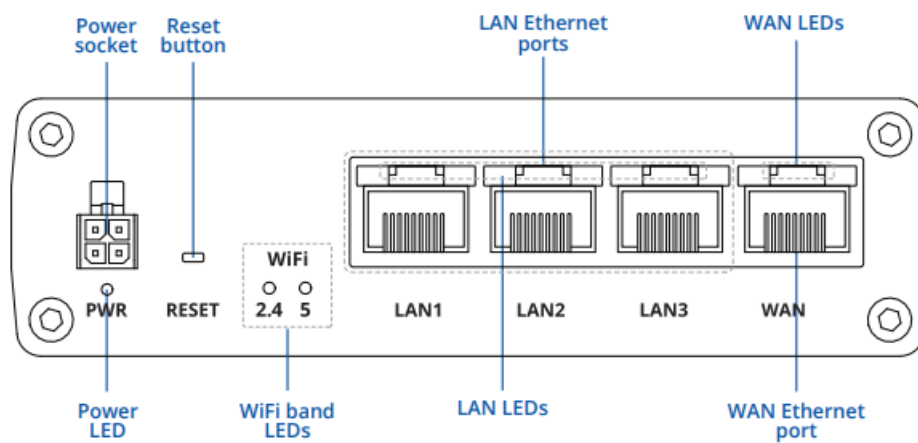 Power
socket
Reset
button
LAN Ethernet
ports
WAN LEDs
WiFi
2.4 5
PWR
RESET
LAN1
LAN2
LAN3
WAN
Power
LED
WiFi band
LEDs
LAN LEDs
WAN Ethernet
port